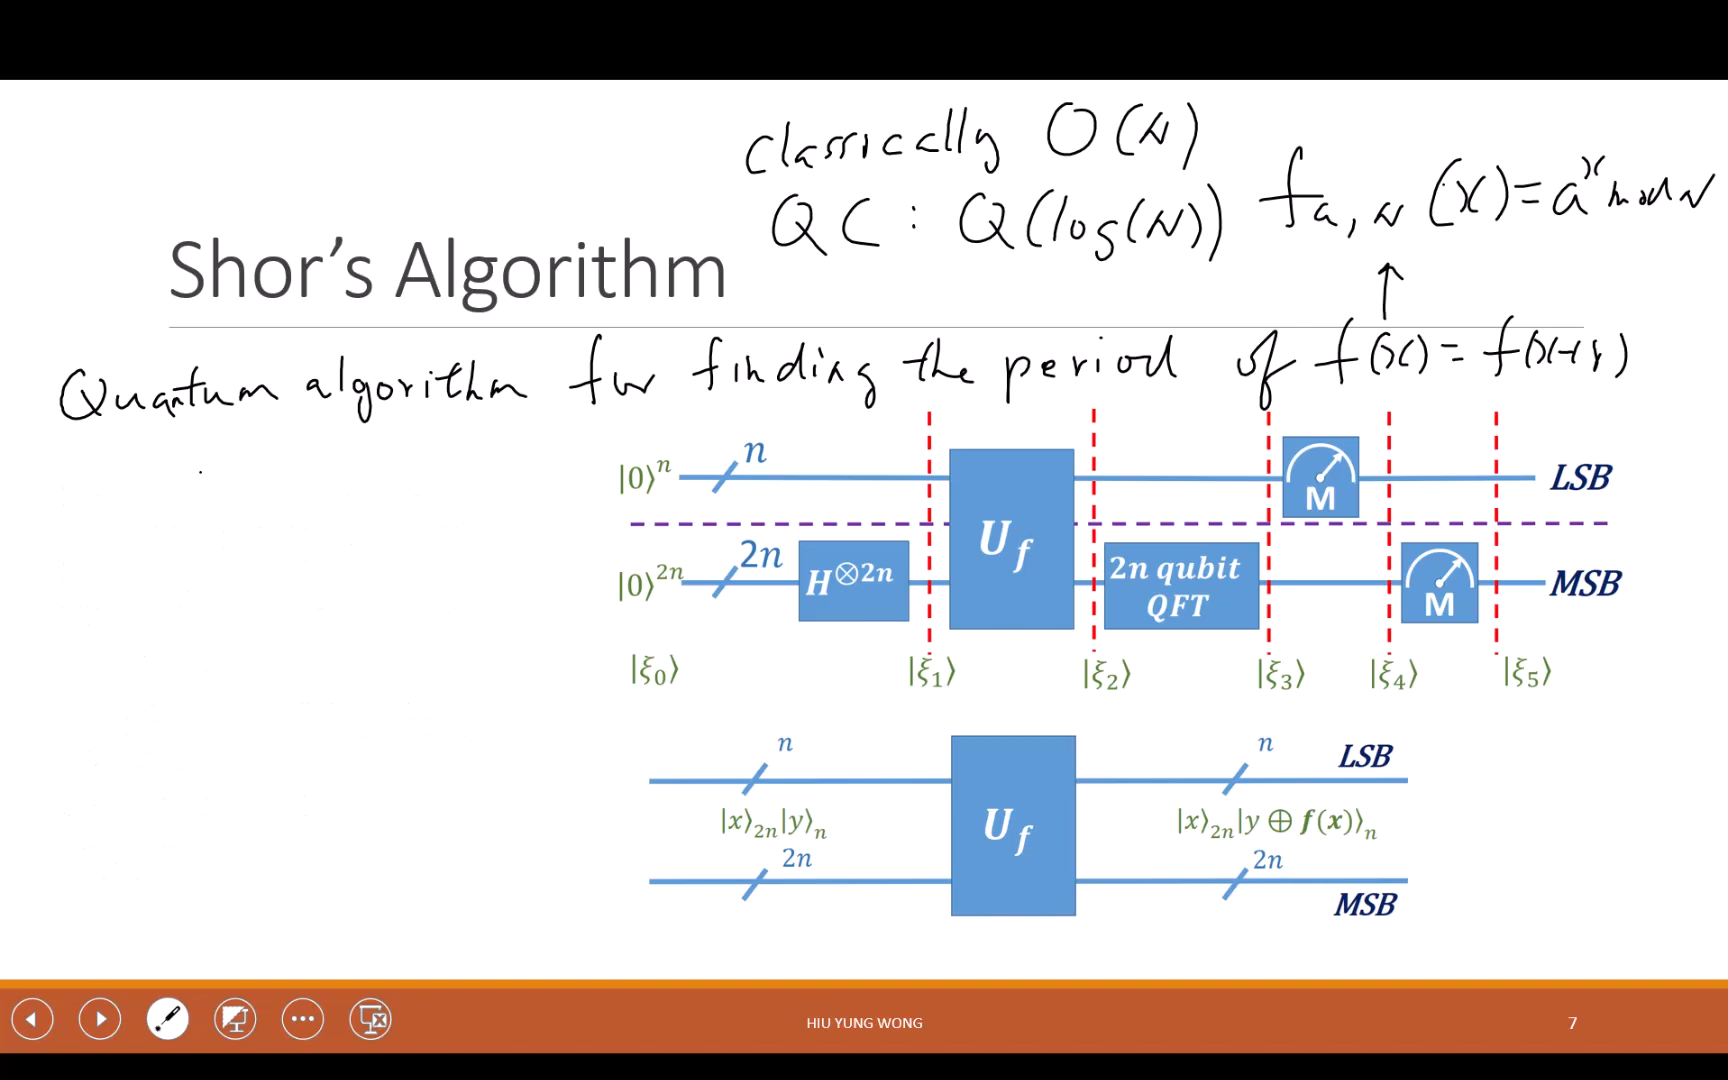 classically O(N)
QC : Q(log(N)) f_{a,N}(x)=a^x mod N
Shor's Algorithm
↑
Quantum algorithm for finding the period of f(x) = f(x+r)
|0⟩^n n U_f M LSB
|0⟩^{2n} 2n H^{⊗2n} 2n qubit QFT M MSB
|ξ_0⟩ |ξ_1⟩ |ξ_2⟩ |ξ_3⟩ |ξ_4⟩ |ξ_5⟩
n n LSB
|x⟩_{2n}|y⟩_n U_f |x⟩_{2n}|y ⊕ f(x)⟩_n
2n 2n
MSB
HIU YUNG WONG 7